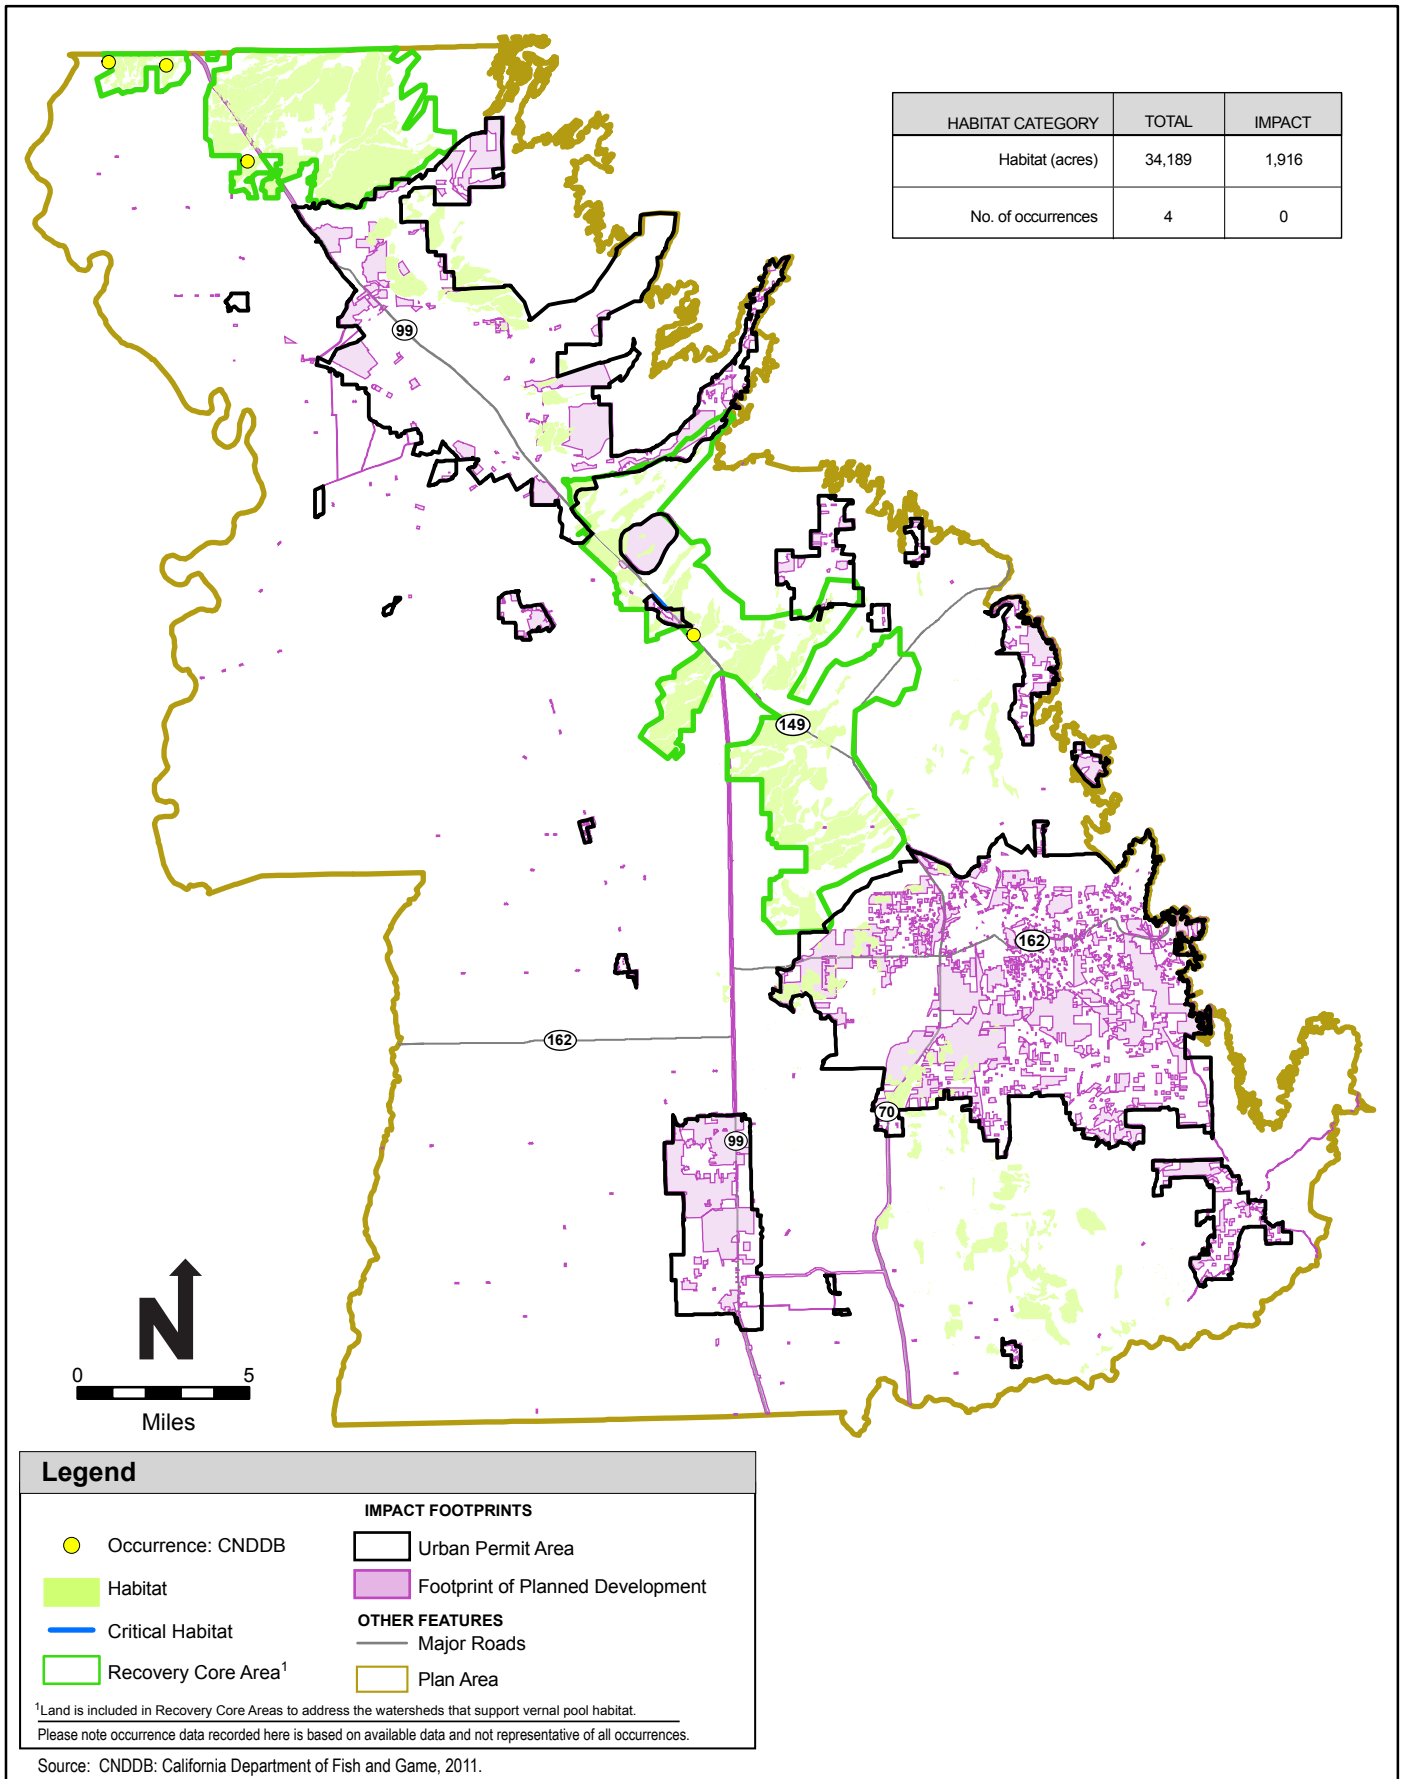 HABITAT CATEGORY TOTAL IMPACT
Habitat (acres) 34,189 1,916
No. of occurrences 4 0
99
149
162
162
70
99
N
0 5
Miles
Legend
IMPACT FOOTPRINTS
Occurrence: CNDDB
Urban Permit Area
Habitat
Footprint of Planned Development
OTHER FEATURES
Critical Habitat
Major Roads
Recovery Core Area1
Plan Area
1Land is included in Recovery Core Areas to address the watersheds that support vernal pool habitat.
Please note occurrence data recorded here is based on available data and not representative of all occurrences.
Source: CNDDB: California Department of Fish and Game, 2011.